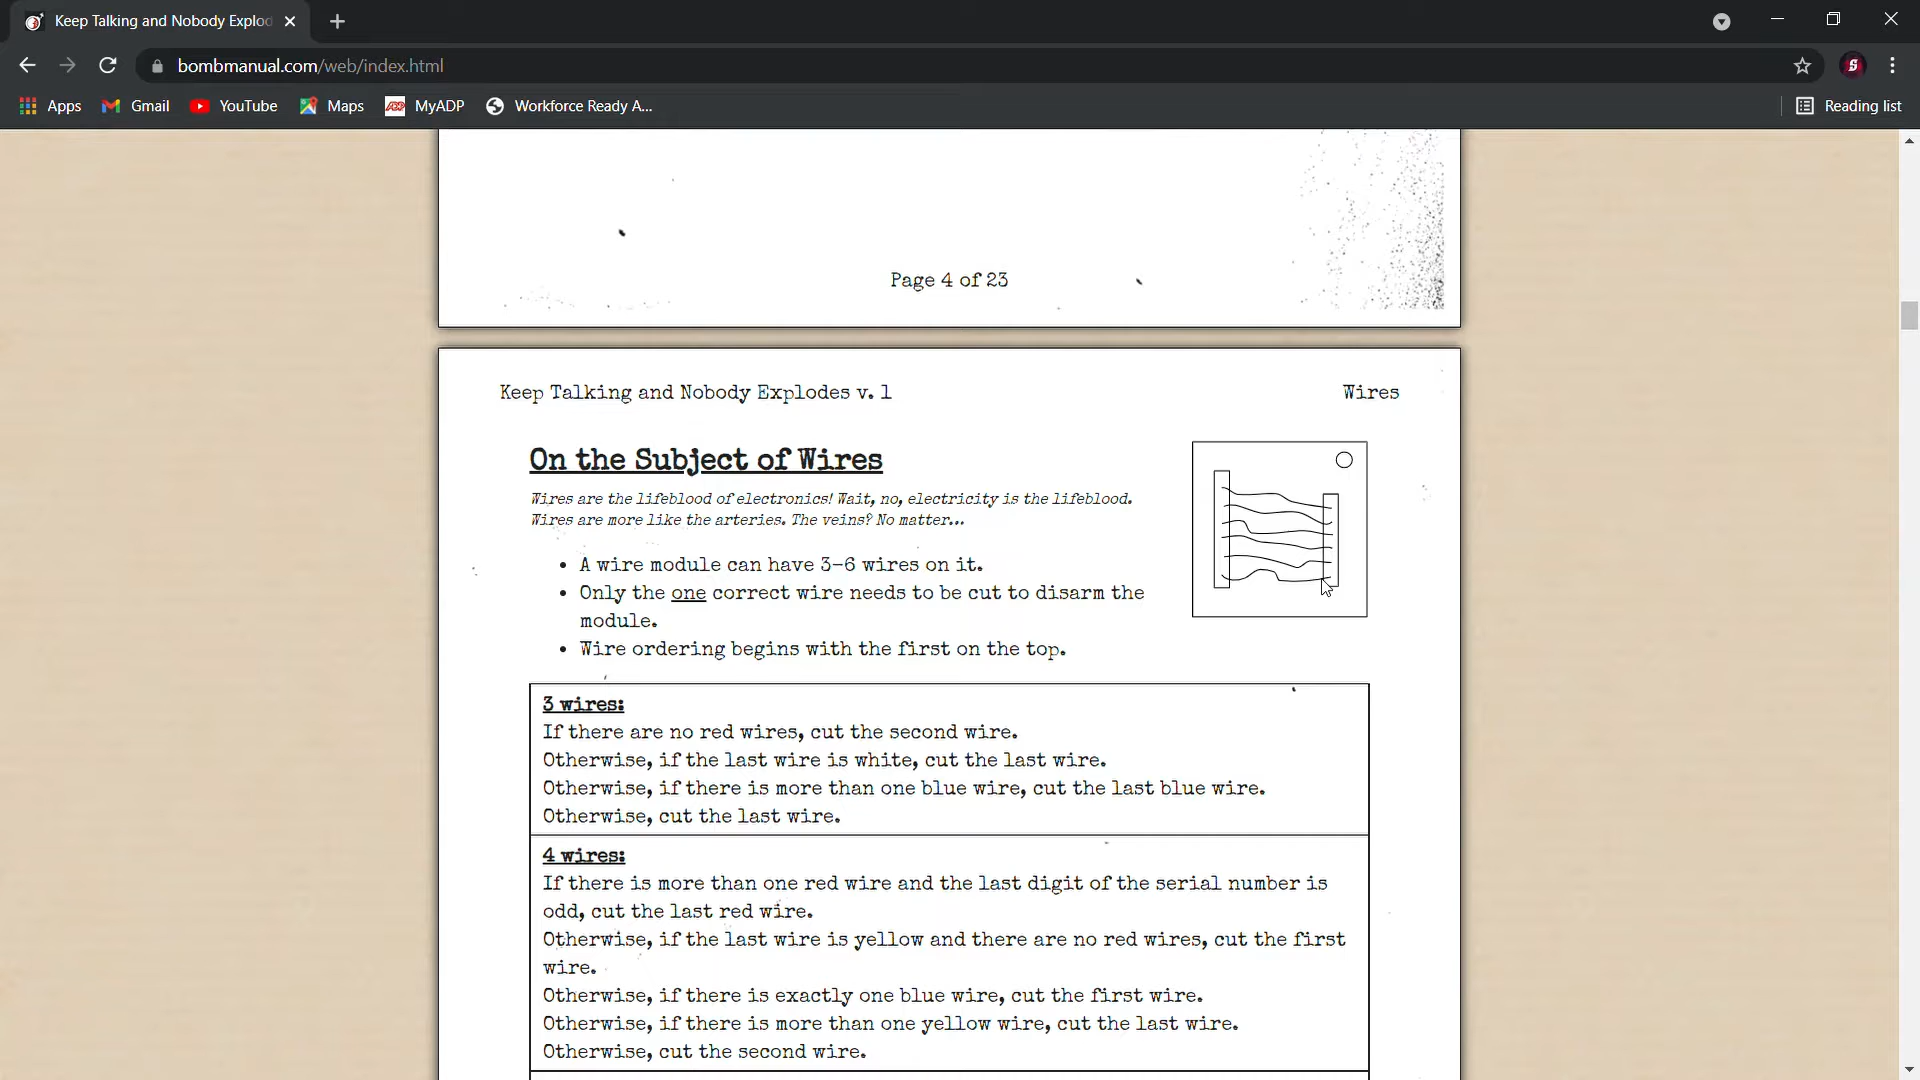 Keep Talking and Nobody Explod
bombmanual.com/web/index.html
S
Apps
Gmail
YouTube
Maps
ADP
MyADP
Workforce Ready A...
Reading list
Page 4 of 23
Keep Talking and Nobody Explodes v. 1
Wires
On the Subject of Wires
Wires are the lifeblood of electronics! Wait, no, electricity is the lifeblood.
Wires are more like the arteries. The veins? No matter...
• A wire module can have 3-6 wires on it.
• Only the one correct wire needs to be cut to disarm the
module.
• Wire ordering begins with the first on the top.
3 wires:
If there are no red wires, cut the second wire.
Otherwise, if the last wire is white, cut the last wire.
Otherwise, if there is more than one blue wire, cut the last blue wire.
Otherwise, cut the last wire.
4 wires:
If there is more than one red wire and the last digit of the serial number is
odd, cut the last red wire.
Otherwise, if the last wire is yellow and there are no red wires, cut the first
wire.
Otherwise, if there is exactly one blue wire, cut the first wire.
Otherwise, if there is more than one yellow wire, cut the last wire.
Otherwise, cut the second wire.